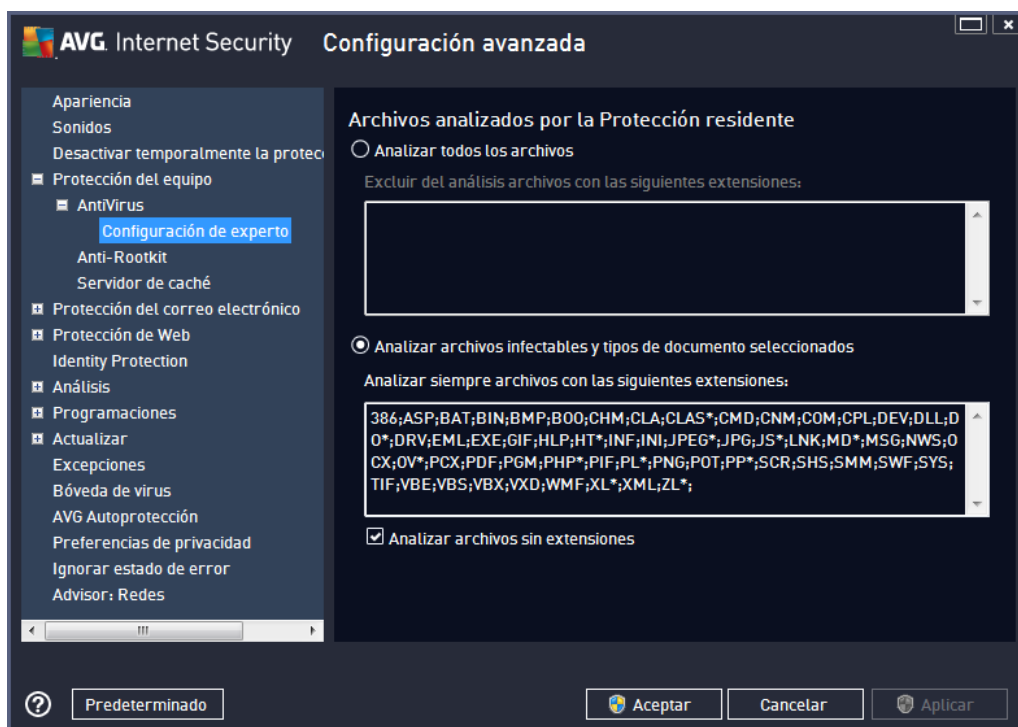 AVG. Internet Security Configuración avanzada
Apariencia
Sonidos
Desactivar temporalmente la protec
Protección del equipo
AntiVirus
Configuración de experto
Anti-Rootkit
Servidor de caché
Protección del correo electrónico
Protección de Web
Identity Protection
Análisis
Programaciones
Actualizar
Excepciones
Bóveda de virus
AVG Autoprotección
Preferencias de privacidad
Ignorar estado de error
Advisor: Redes
Archivos analizados por la Protección residente
Analizar todos los archivos
Excluir del análisis archivos con las siguientes extensiones:
Analizar archivos infectables y tipos de documento seleccionados
Analizar siempre archivos con las siguientes extensiones:
386;ASP;BAT;BIN;BMP;BOO;CHM;CLA;CLAS*;CMD;CNM;COM;CPL;DEV;DLL;D
O*;DRV;EML;EXE;GIF;HLP;HT*;INF;INI;JPEG*;JPG;JS*;LNK;MD*;MSG;NWS;O
CX;OV*;PCX;PDF;PGM;PHP*;PIF;PL*;PNG;POT;PP*;SCR;SHS;SMM;SWF;SYS;
TIF;VBE;VBS;VBX;VXD;WMF;XL*;XML;ZL*;
Analizar archivos sin extensiones
Predeterminado
Aceptar
Cancelar
Aplicar